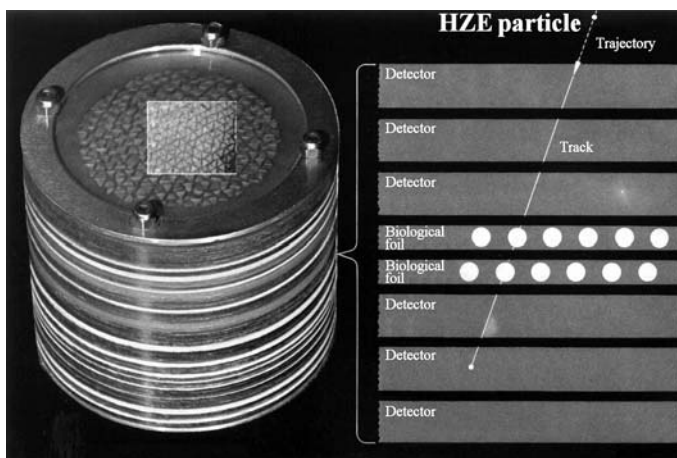 HZE particle
Trajectory
Detector
Detector
Track
Detector
Biological
foil
Biological
foil
Detector
Detector
Detector